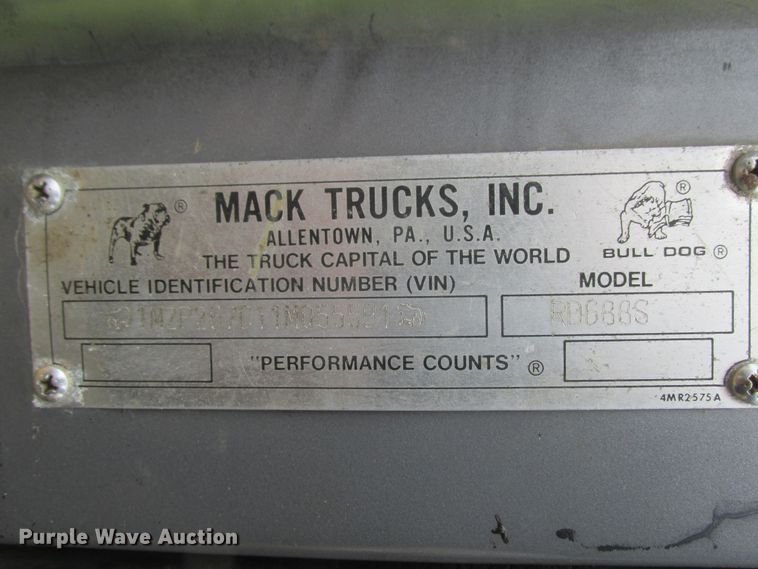 MACK TRUCKS, INC.
ALLENTOWN, PA., U.S.A.
THE TRUCK CAPITAL OF THE WORLD
BULL DOG ®
VEHICLE IDENTIFICATION NUMBER (VIN)
MODEL
RD688S
"PERFORMANCE COUNTS" ®
4MR2575A
Purple Wave Auction